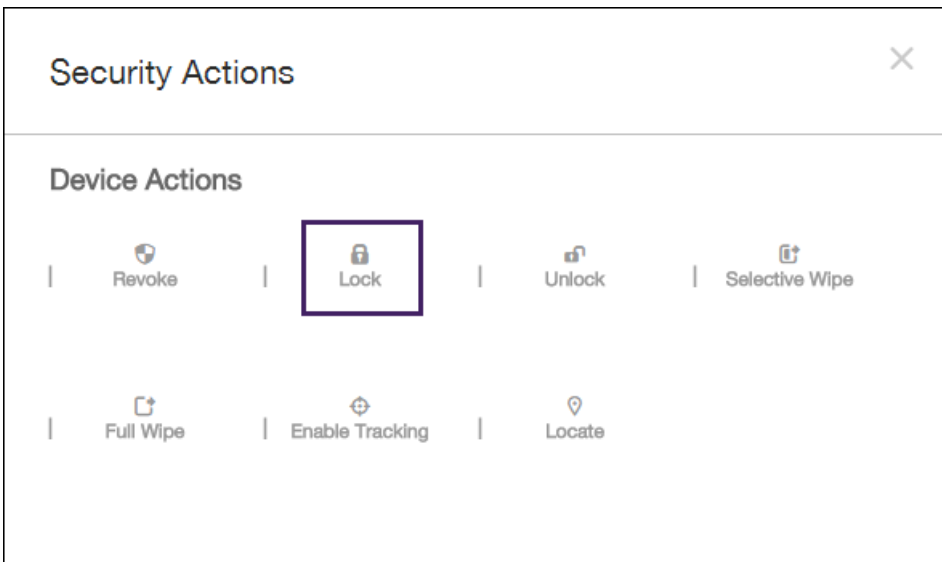 Security Actions
Device Actions
Revoke
Lock
Unlock
Selective Wipe
Full Wipe
Enable Tracking
Locate